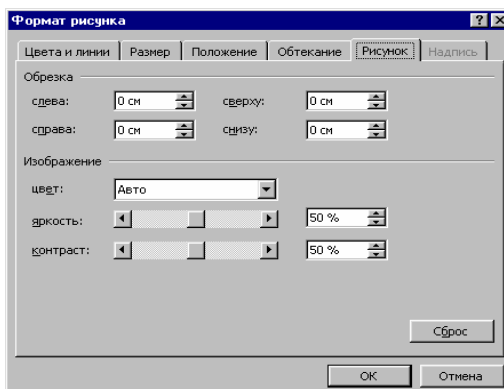 Формат рисунка
Цвета и линии Размер Положение Обтекание Рисунок Надпись
Обрезка
слева: 0 см сверху: 0 см
справа: 0 см снизу: 0 см
Изображение
цвет: Авто
яркость: 50 %
контраст: 50 %
Сброс
ОК Отмена